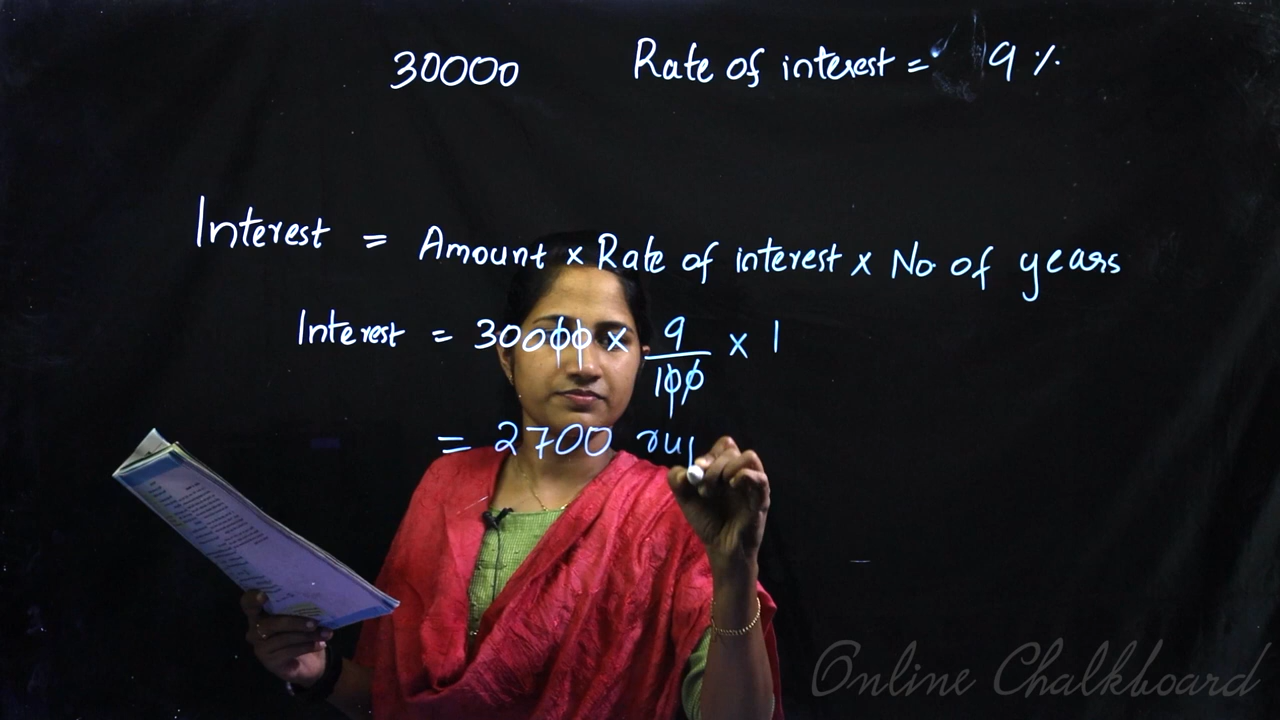 30000 Rate of interest = 9 %
Interest = Amount x Rate of interest x No. of years
Interest = 30000 x 9/100 x 1
= 2700 rup
Online Chalkboard